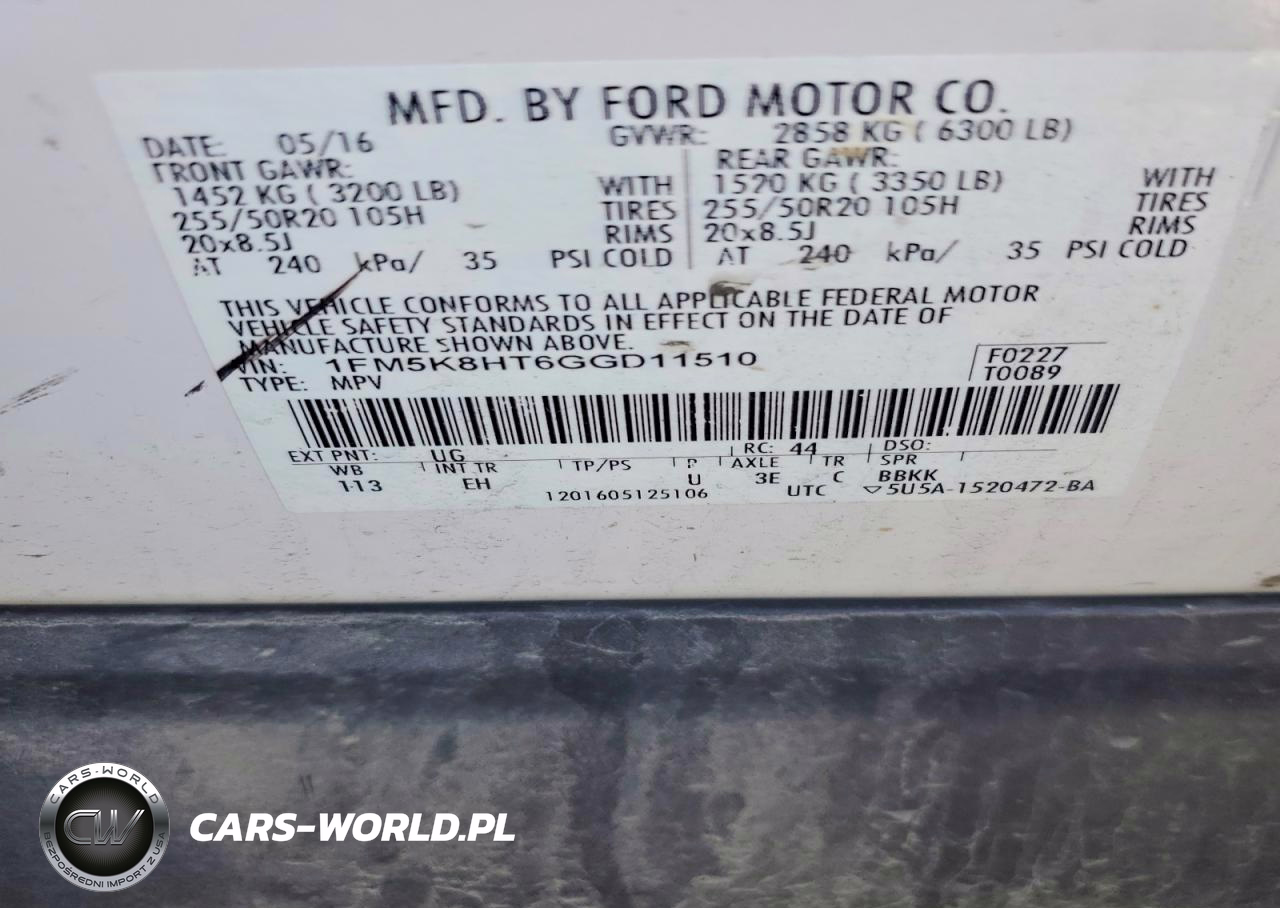 MFD. BY FORD MOTOR CO.
DATE: 05/16 GVWR: 2858 KG ( 6300 LB)
FRONT GAWR: REAR GAWR:
1452 KG ( 3200 LB) WITH 1520 KG ( 3350 LB) WITH
255/50R20 105H TIRES 255/50R20 105H TIRES
20x8.5J RIMS 20x8.5J RIMS
AT 240 kPa/ 35 PSI COLD AT 240 kPa/ 35 PSI COLD
THIS VEHICLE CONFORMS TO ALL APPLICABLE FEDERAL MOTOR
VEHICLE SAFETY STANDARDS IN EFFECT ON THE DATE OF
MANUFACTURE SHOWN ABOVE.
VIN: 1FM5K8HT6GGD11510 F0227
TYPE: MPV T0089
EXT PNT: UG RC: 44 DSO:
WB INT TR TP/PS R AXLE TR SPR
113 EH U 3E C BBKK
1201605125106 UTC ▽5U5A-1520472-BA
CARS-WORLD
CW
BEZPOŚREDNI IMPORT Z USA
CARS-WORLD.PL